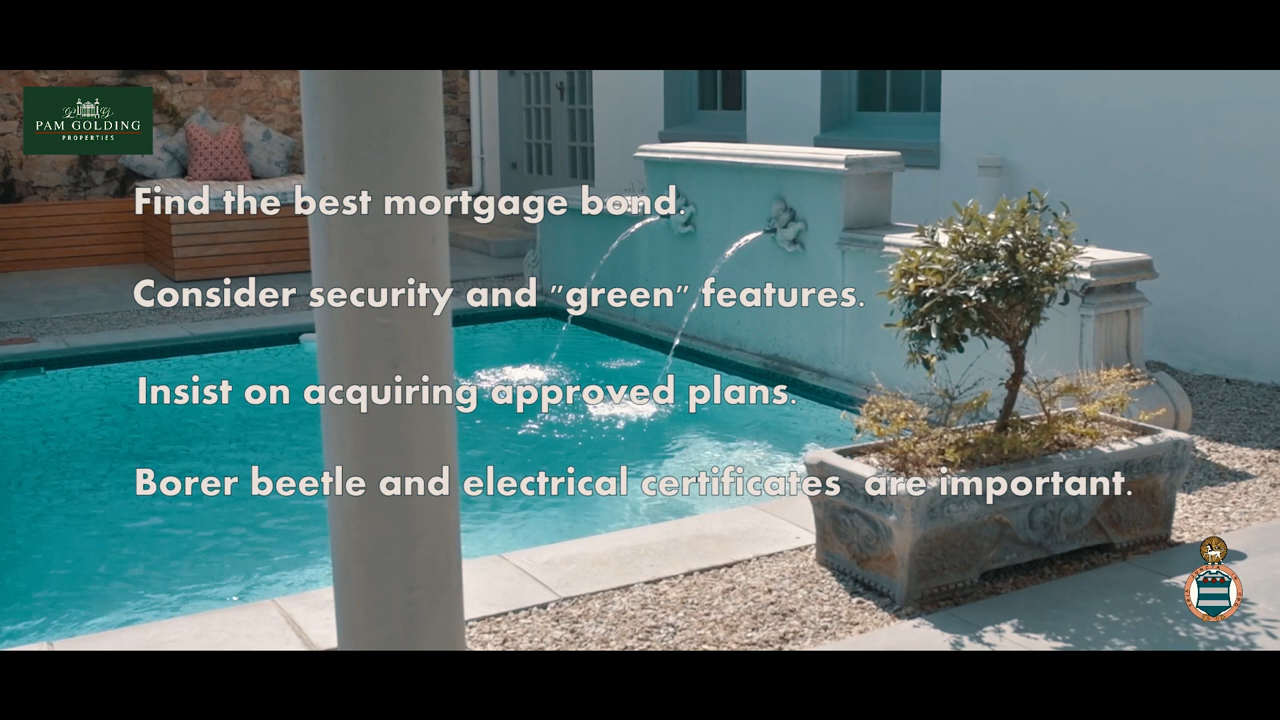 PAM GOLDING
PROPERTIES
Find the best mortgage bond.
Consider security and "green" features.
Insist on acquiring approved plans.
Borer beetle and electrical certificates are important.